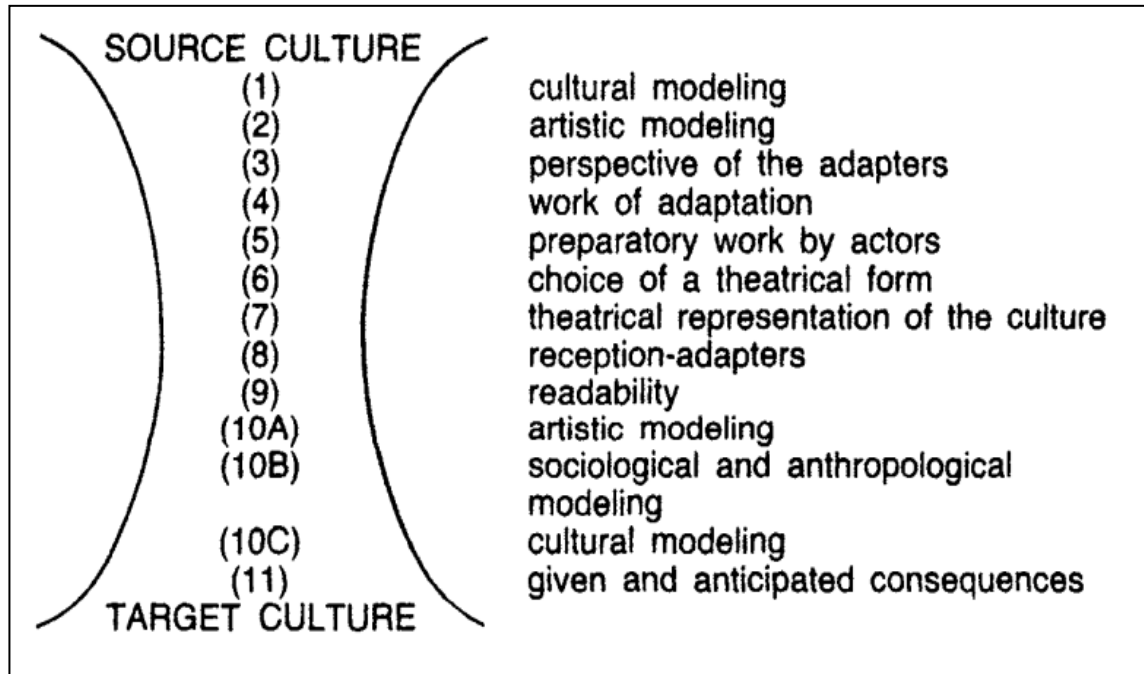 SOURCE CULTURE
(1) cultural modeling
(2) artistic modeling
(3) perspective of the adapters
(4) work of adaptation
(5) preparatory work by actors
(6) choice of a theatrical form
(7) theatrical representation of the culture
(8) reception-adapters
(9) readability
(10A) artistic modeling
(10B) sociological and anthropological
modeling
(10C) cultural modeling
(11) given and anticipated consequences
TARGET CULTURE